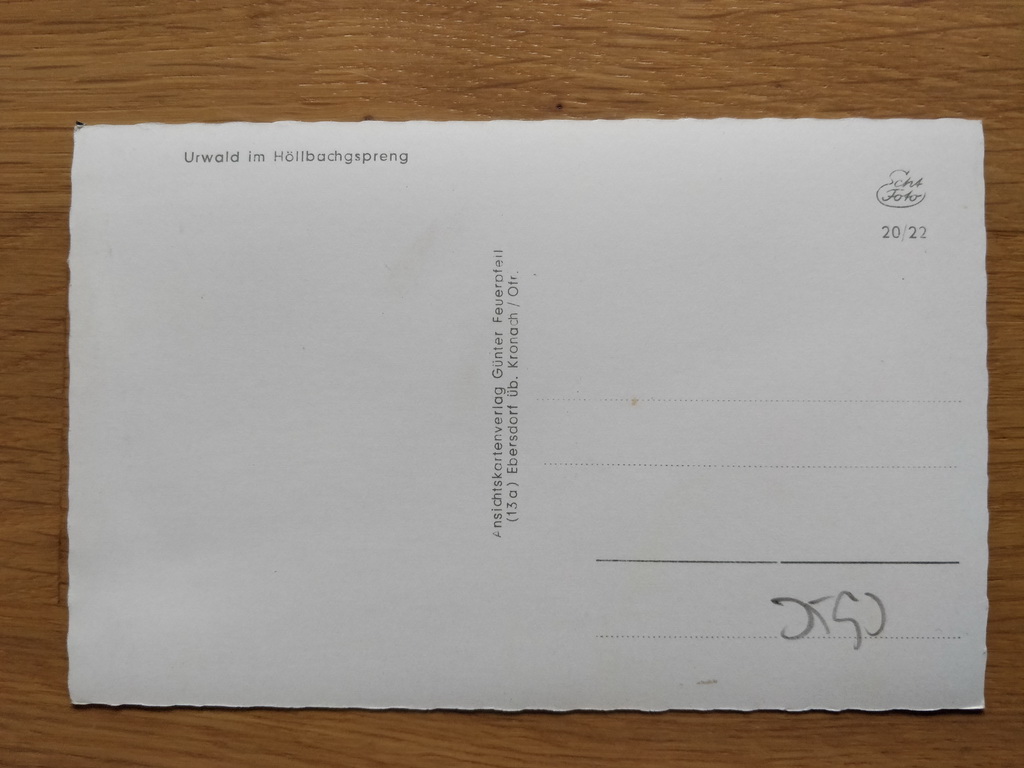 Urwald im Höllbachgspreng
Echt
Foto
20/22
Ansichtskartenverlag Günter Feuerpfeil
(13a) Ebersdorf üb. Kronach / Ofr.